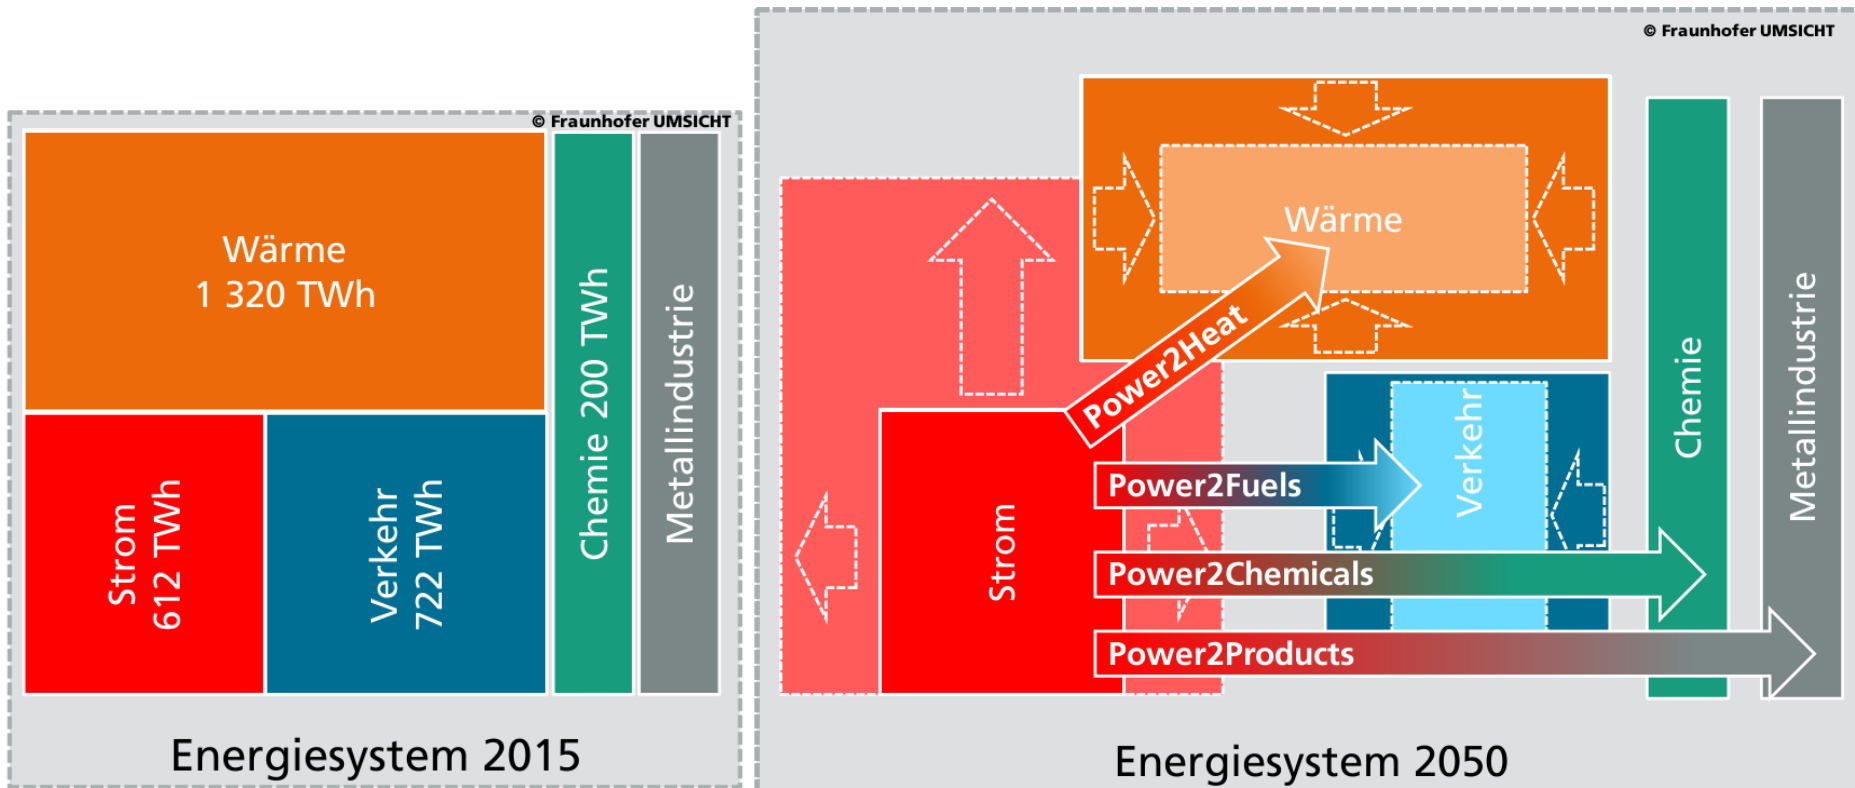 © Fraunhofer UMSICHT
Wärme
1 320 TWh
Strom
612 TWh
Verkehr
722 TWh
Chemie 200 TWh
Metallindustrie
Energiesystem 2015
© Fraunhofer UMSICHT
Wärme
Power2Heat
Strom
Power2Fuels
Verkehr
Power2Chemicals
Power2Products
Chemie
Metallindustrie
Energiesystem 2050